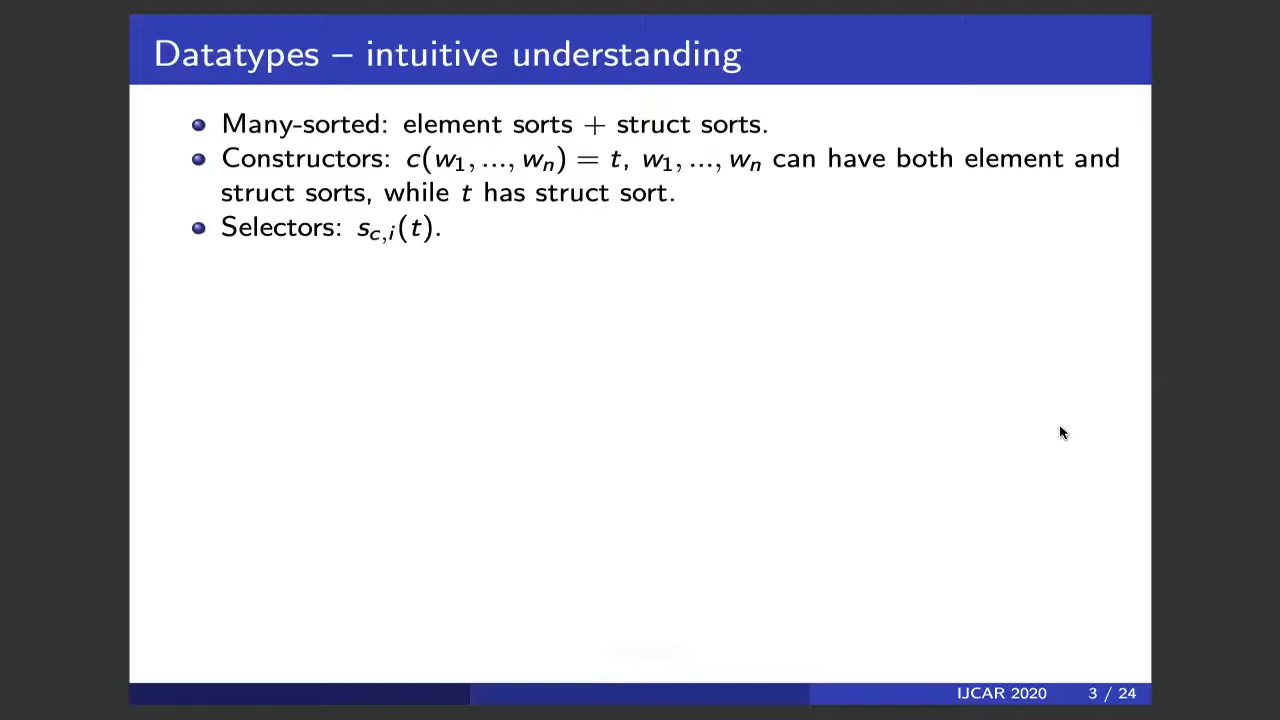 Datatypes – intuitive understanding
Many-sorted: element sorts + struct sorts.
Constructors: c(w₁, ..., wₙ) = t, w₁, ..., wₙ can have both element and
struct sorts, while t has struct sort.
Selectors: s_{c,i}(t).
IJCAR 2020 3 / 24